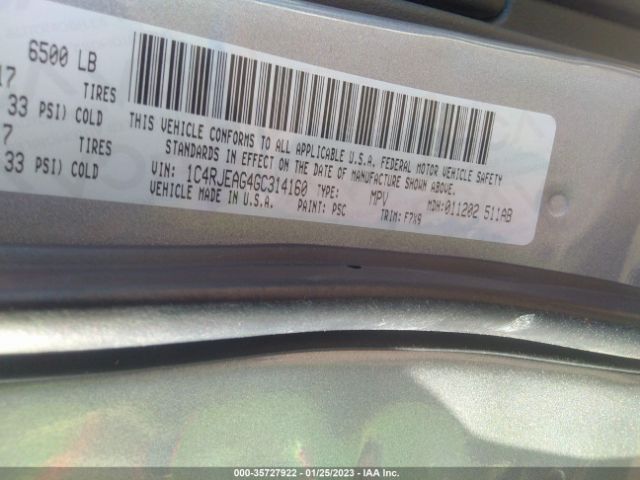 6500 LB
17 TIRES
33 PSI) COLD
7 TIRES
33 PSI) COLD
THIS VEHICLE CONFORMS TO ALL APPLICABLE U.S.A. FEDERAL MOTOR VEHICLE SAFETY
STANDARDS IN EFFECT ON THE DATE OF MANUFACTURE SHOWN ABOVE.
VIN: 1C4RJEAG4GC314160 TYPE: MPV MDH:011202 511AB
VEHICLE MADE IN U.S.A. PAINT: PSC TRIM: F7X9
000-35727922 - 01/25/2023 - IAA Inc.